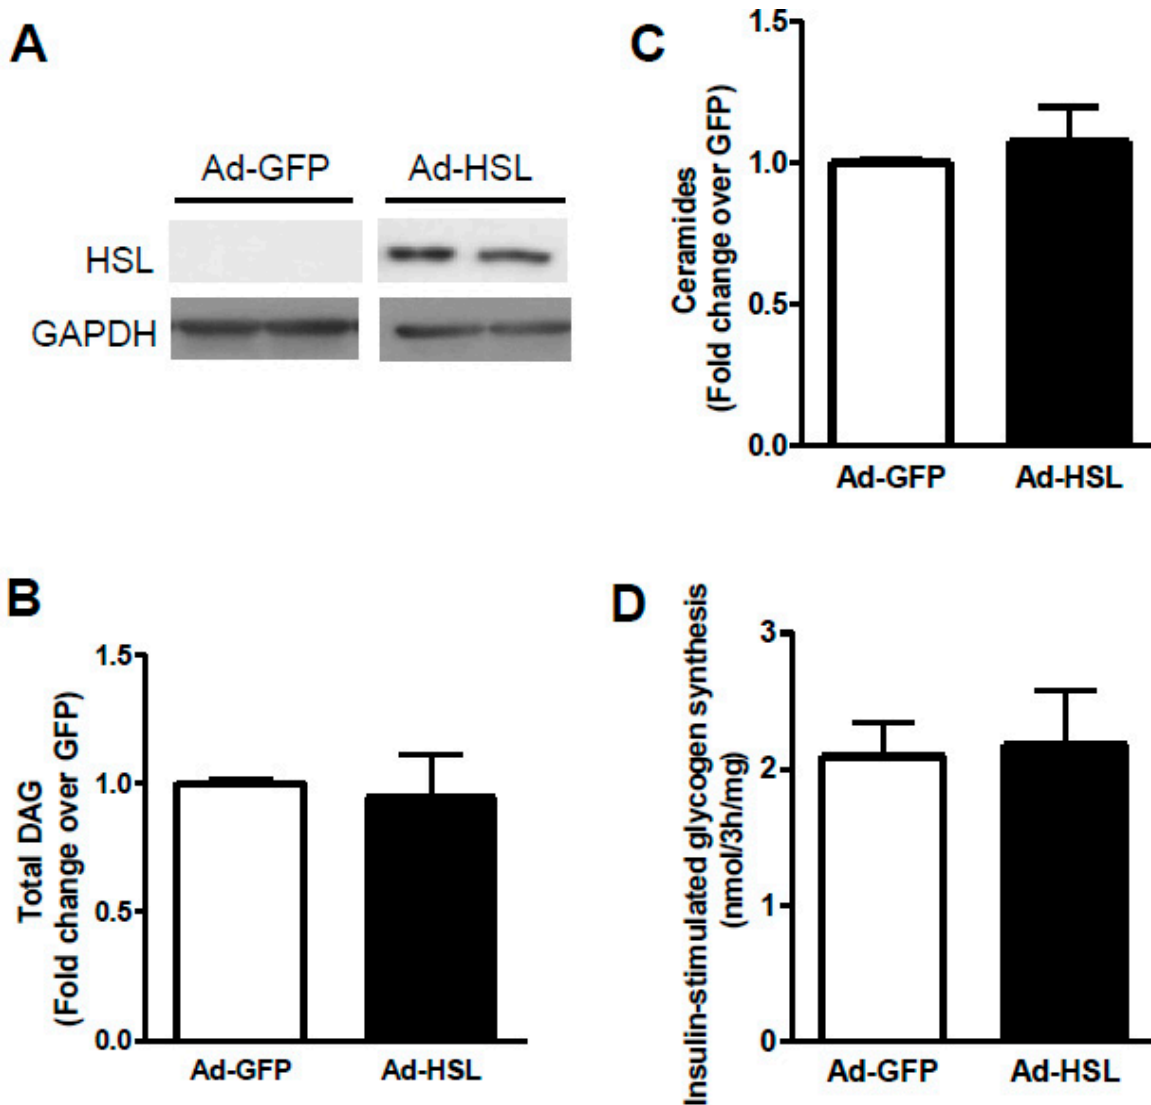 A
Ad-GFP Ad-HSL
HSL
GAPDH
B
Total DAG
(Fold change over GFP)
1.5
1.0
0.5
0.0
Ad-GFP Ad-HSL
C
Ceramides
(Fold change over GFP)
1.5
1.0
0.5
0.0
Ad-GFP Ad-HSL
D
Insulin-stimulated glycogen synthesis
(nmol/3h/mg)
3
2
1
0
Ad-GFP Ad-HSL